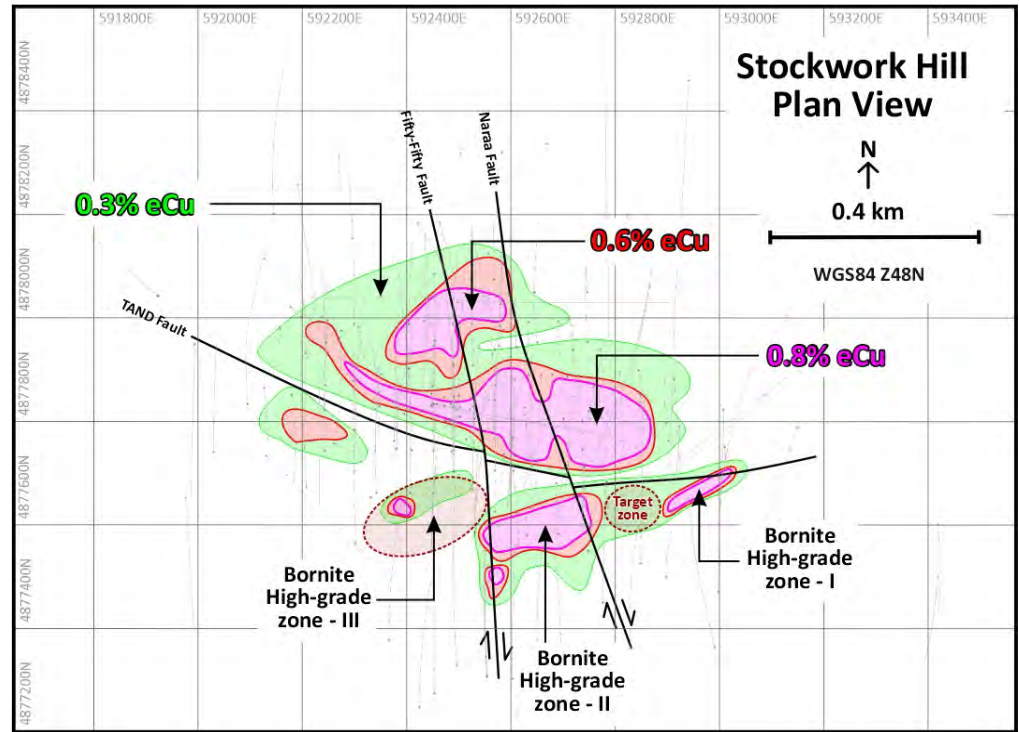 591800E
592000E
592200E
592400E
592600E
592800E
593000E
593200E
593400E
4878400N
4878200N
4878000N
4877800N
4877600N
4877400N
4877200N
Stockwork Hill
Plan View
N
0.4 km
WGS84 Z48N
Fifty-Fifty Fault
Naraa Fault
TAND Fault
0.3% eCu
0.6% eCu
0.8% eCu
Target
zone
Bornite
High-grade
zone - I
Bornite
High-grade
zone - III
Bornite
High-grade
zone - II